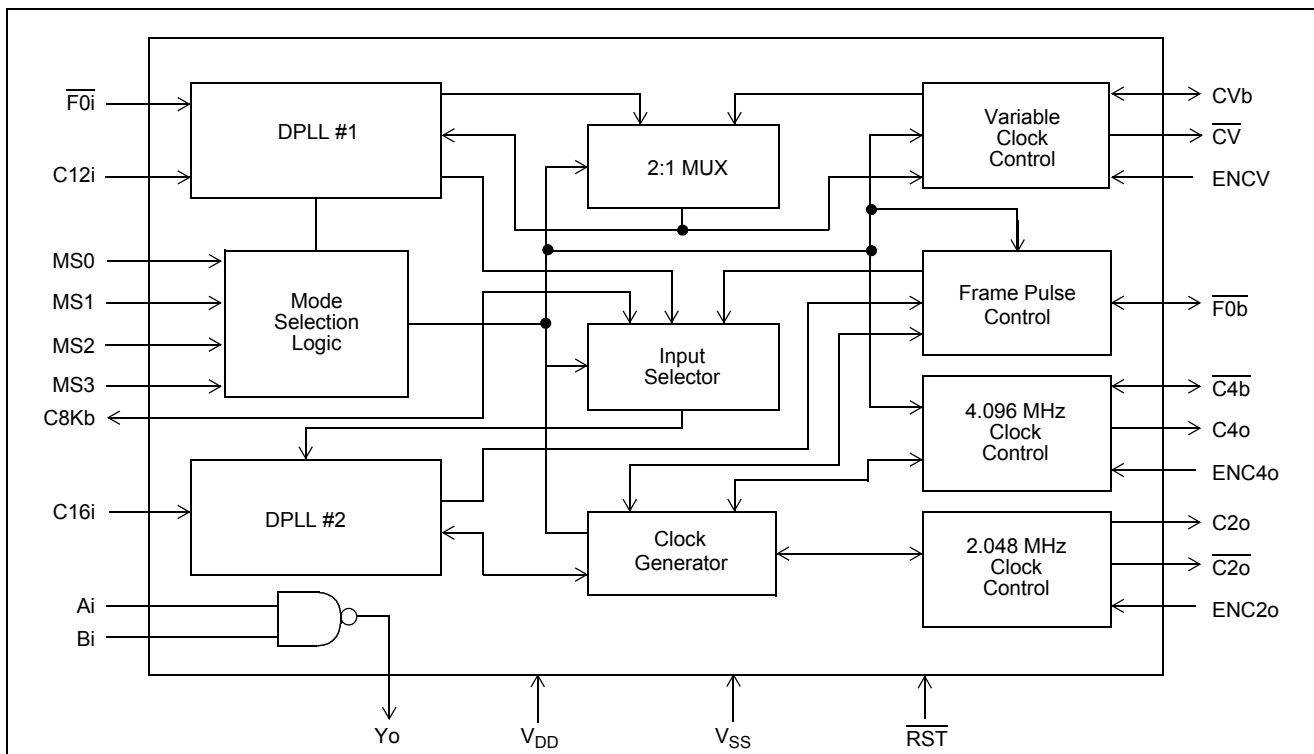 F0i
C12i
MS0
MS1
MS2
MS3
C8Kb
C16i
Ai
Bi
DPLL #1
Mode
Selection
Logic
DPLL #2
2:1 MUX
Input
Selector
Clock
Generator
Variable
Clock
Control
Frame Pulse
Control
4.096 MHz
Clock
Control
2.048 MHz
Clock
Control
CVb
CV
ENCV
F0b
C4b
C4o
ENC4o
C2o
C2o
ENC2o
Yo
VDD
VSS
RST